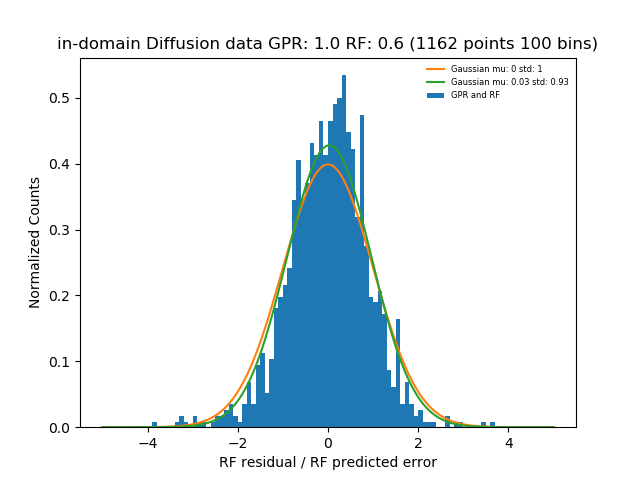 in-domain Diffusion data GPR: 1.0 RF: 0.6 (1162 points 100 bins)
Gaussian mu: 0 std: 1
Gaussian mu: 0.03 std: 0.93
GPR and RF
Normalized Counts
0.5
0.4
0.3
0.2
0.1
0.0
−4
−2
0
2
4
RF residual / RF predicted error